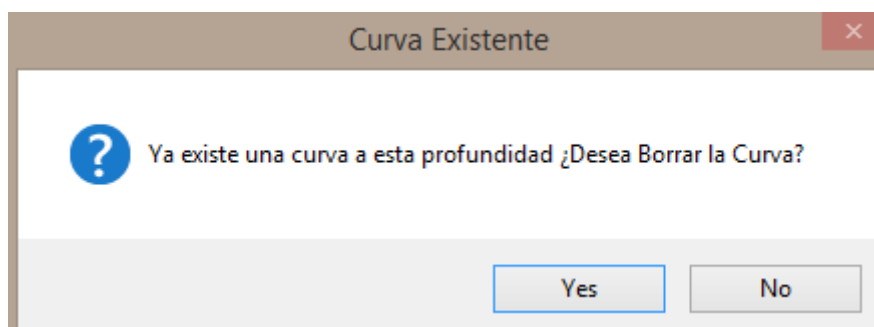 Curva Existente
Ya existe una curva a esta profundidad ¿Desea Borrar la Curva?
Yes No